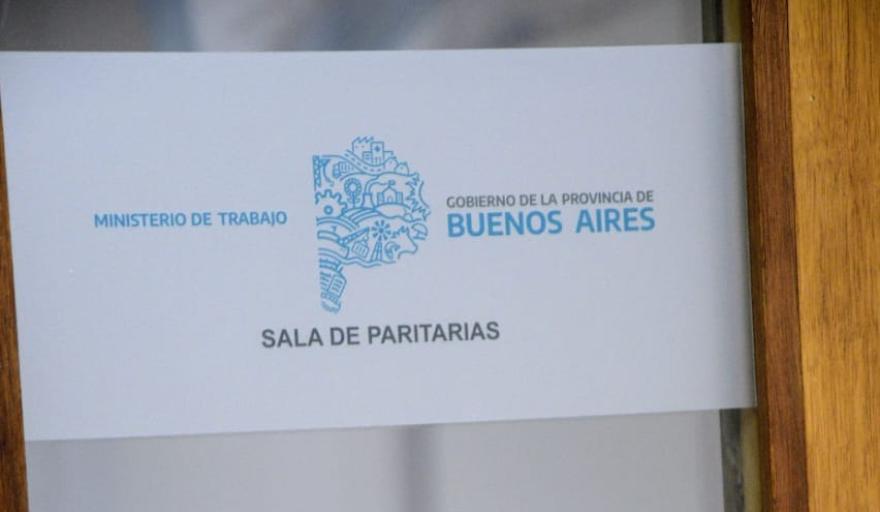 MINISTERIO DE TRABAJO
GOBIERNO DE LA PROVINCIA DE
BUENOS AIRES
SALA DE PARITARIAS